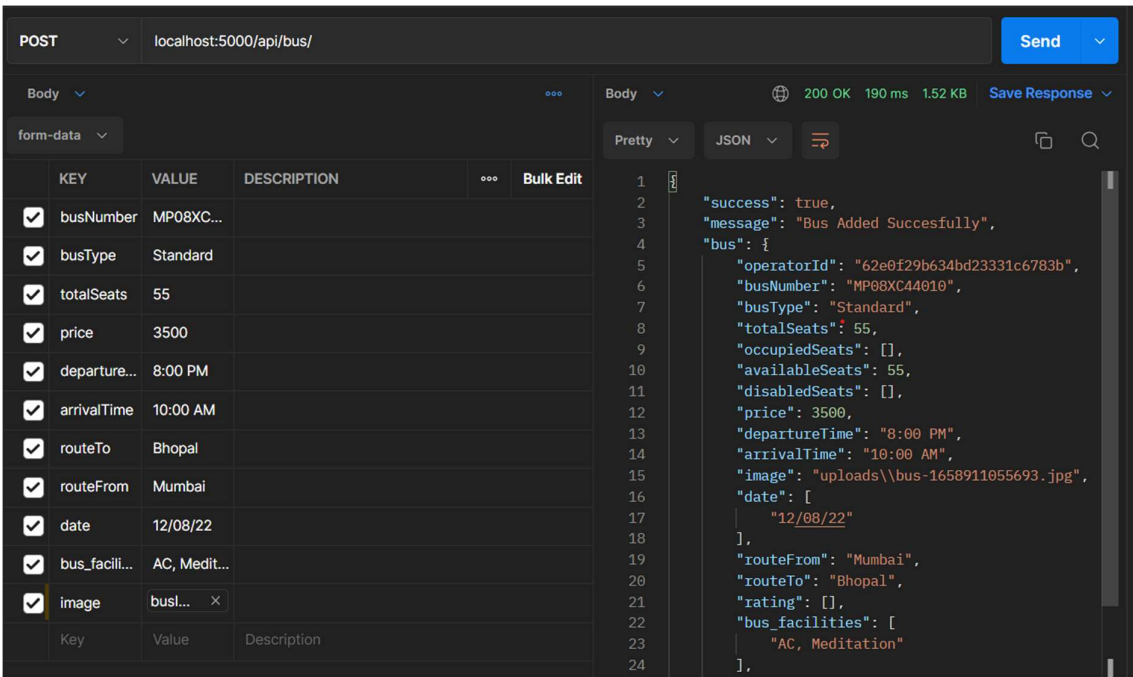 POST localhost:5000/api/bus/ Send
Body ooo
form-data
KEY VALUE DESCRIPTION ooo Bulk Edit
busNumber MP08XC...
busType Standard
totalSeats 55
price 3500
departure... 8:00 PM
arrivalTime 10:00 AM
routeTo Bhopal
routeFrom Mumbai
date 12/08/22
bus_facili... AC, Medit...
image busl... ×
Key Value Description
Body 200 OK 190 ms 1.52 KB Save Response
Pretty JSON
1 {
2 "success": true,
3 "message": "Bus Added Succesfully",
4 "bus": {
5 "operatorId": "62e0f29b634bd23331c6783b",
6 "busNumber": "MP08XC44010",
7 "busType": "Standard",
8 "totalSeats": 55,
9 "occupiedSeats": [],
10 "availableSeats": 55,
11 "disabledSeats": [],
12 "price": 3500,
13 "departureTime": "8:00 PM",
14 "arrivalTime": "10:00 AM",
15 "image": "uploads\\bus-1658911055693.jpg",
16 "date": [
17 "12/08/22"
18 ],
19 "routeFrom": "Mumbai",
20 "routeTo": "Bhopal",
21 "rating": [],
22 "bus_facilities": [
23 "AC, Meditation"
24 ],